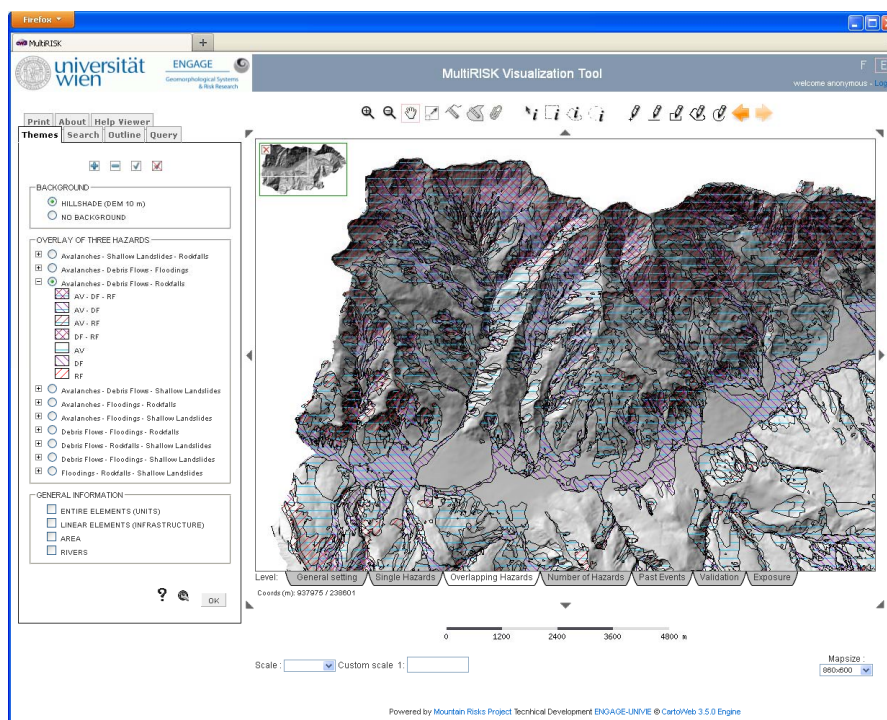 Firefox
MultiRISK
universität wien
ENGAGE
Geomorphological Systems
& Risk Research
MultiRISK Visualization Tool
F E
welcome anonymous - Log
Print About Help Viewer
Themes Search Outline Query
BACKGROUND
HILLSHADE (DEM 10 m)
NO BACKGROUND
OVERLAY OF THREE HAZARDS
Avalanches - Shallow Landslides - Rockfalls
Avalanches - Debris Flows - Floodings
Avalanches - Debris Flows - Rockfalls
AV - DF - RF
AV - DF
AV - RF
DF - RF
AV
DF
RF
Avalanches - Debris Flows - Shallow Landslides
Avalanches - Floodings - Rockfalls
Avalanches - Floodings - Shallow Landslides
Debris Flows - Floodings - Rockfalls
Debris Flows - Rockfalls - Shallow Landslides
Debris Flows - Floodings - Shallow Landslides
Floodings - Rockfalls - Shallow Landslides
GENERAL INFORMATION
ENTIRE ELEMENTS (UNITS)
LINEAR ELEMENTS (INFRASTRUCTURE)
AREA
RIVERS
? OK
Level: General setting Single Hazards Overlapping Hazards Number of Hazards Past Events Validation Exposure
Coords (m): 937975 / 238601
0 1200 2400 3600 4800 m
Scale : Custom scale 1:
Mapsize :
860x600
Powered by Mountain Risks Project Tecnhical Development ENGAGE-UNIVIE @ CartoWeb 3.5.0 Engine